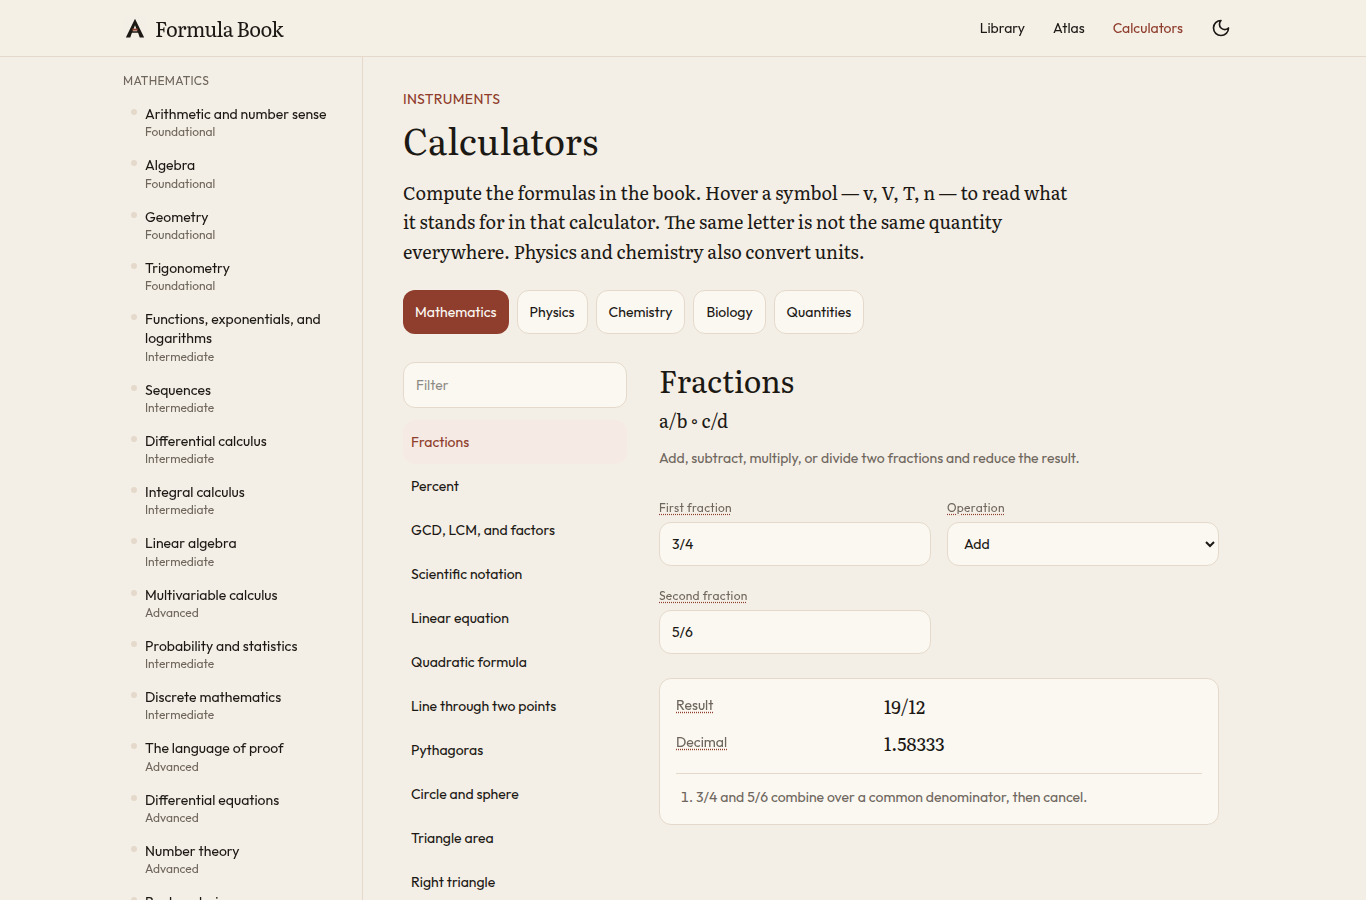 Formula Book
Library
Atlas
Calculators
MATHEMATICS
Arithmetic and number sense
Foundational
Algebra
Foundational
Geometry
Foundational
Trigonometry
Foundational
Functions, exponentials, and
logarithms
Intermediate
Sequences
Intermediate
Differential calculus
Intermediate
Integral calculus
Intermediate
Linear algebra
Intermediate
Multivariable calculus
Advanced
Probability and statistics
Intermediate
Discrete mathematics
Intermediate
The language of proof
Advanced
Differential equations
Advanced
Number theory
Advanced
INSTRUMENTS
Calculators
Compute the formulas in the book. Hover a symbol — v, V, T, n — to read what
it stands for in that calculator. The same letter is not the same quantity
everywhere. Physics and chemistry also convert units.
Mathematics
Physics
Chemistry
Biology
Quantities
Filter
Fractions
Percent
GCD, LCM, and factors
Scientific notation
Linear equation
Quadratic formula
Line through two points
Pythagoras
Circle and sphere
Triangle area
Right triangle
Fractions
a/b ∘ c/d
Add, subtract, multiply, or divide two fractions and reduce the result.
First fraction
3/4
Operation
Add
Second fraction
5/6
Result
19/12
Decimal
1.58333
1. 3/4 and 5/6 combine over a common denominator, then cancel.